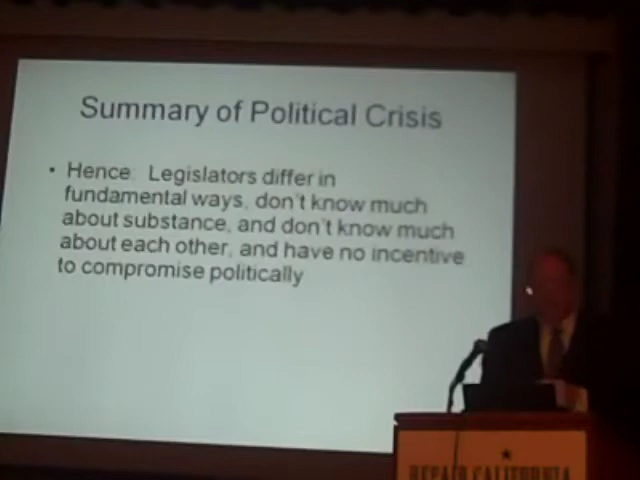 Summary of Political Crisis
• Hence: Legislators differ in
fundamental ways, don't know much
about substance, and don't know much
about each other, and have no incentive
to compromise politically
REPAIR CALIFORNIA